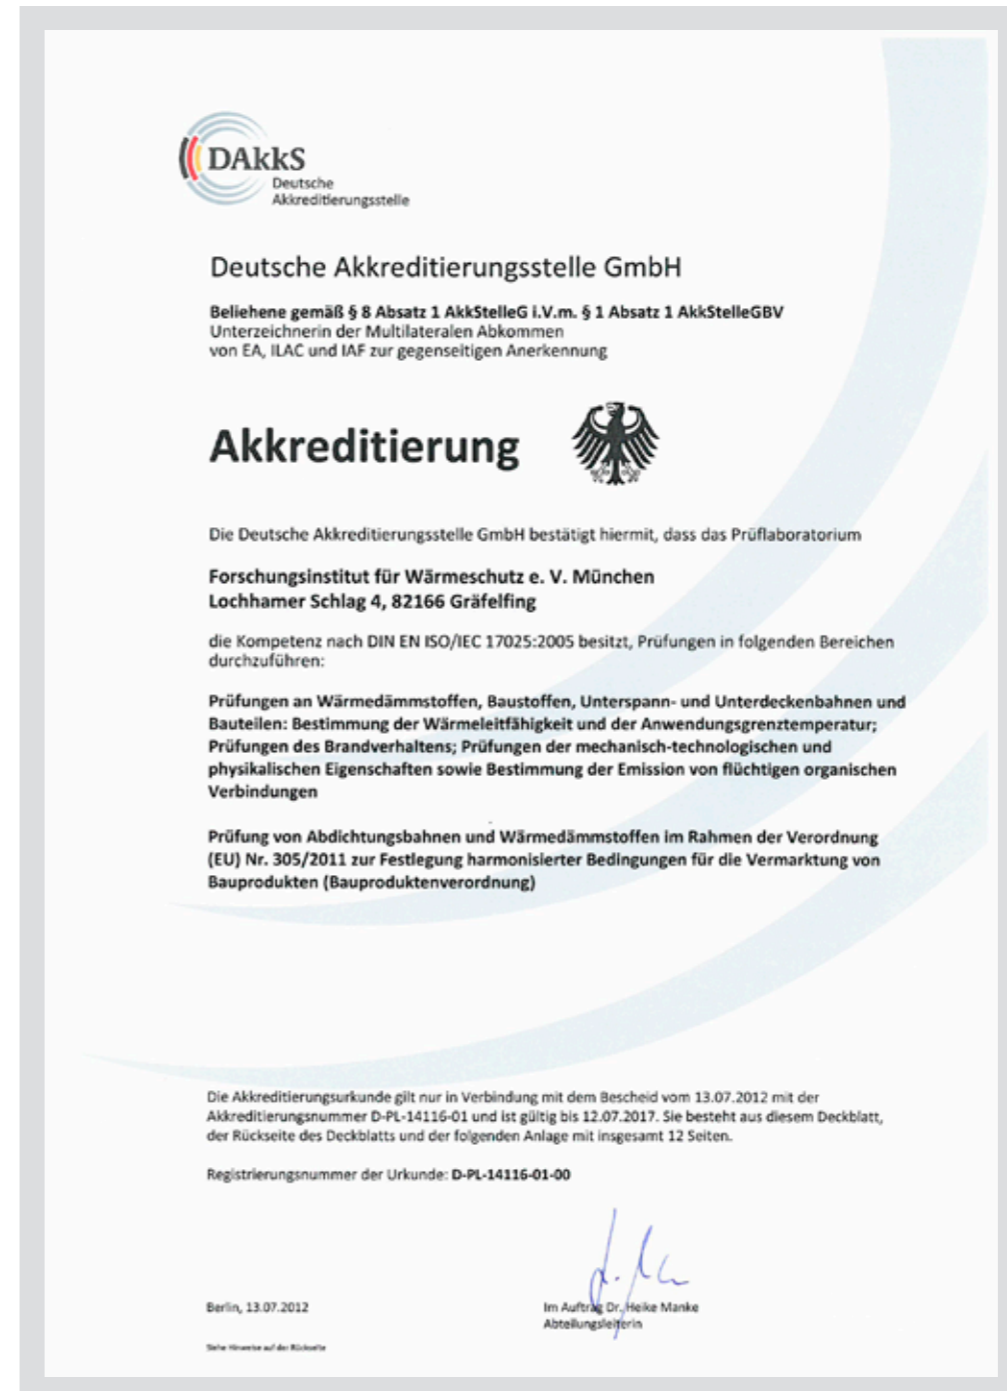 DAkkS
Deutsche
Akkreditierungsstelle
Deutsche Akkreditierungsstelle GmbH
Beliehene gemäß § 8 Absatz 1 AkkStelleG i.V.m. § 1 Absatz 1 AkkStelleGBV
Unterzeichnerin der Multilateralen Abkommen
von EA, ILAC und IAF zur gegenseitigen Anerkennung
Akkreditierung
Die Deutsche Akkreditierungsstelle GmbH bestätigt hiermit, dass das Prüflaboratorium
Forschungsinstitut für Wärmeschutz e. V. München
Lochhamer Schlag 4, 82166 Gräfelfing
die Kompetenz nach DIN EN ISO/IEC 17025:2005 besitzt, Prüfungen in folgenden Bereichen
durchzuführen:
Prüfungen an Wärmedämmstoffen, Baustoffen, Unterspann- und Unterdeckenbahnen und
Bauteilen: Bestimmung der Wärmeleitfähigkeit und der Anwendungsgrenztemperatur;
Prüfungen des Brandverhaltens; Prüfungen der mechanisch-technologischen und
physikalischen Eigenschaften sowie Bestimmung der Emission von flüchtigen organischen
Verbindungen
Prüfung von Abdichtungsbahnen und Wärmedämmstoffen im Rahmen der Verordnung
(EU) Nr. 305/2011 zur Festlegung harmonisierter Bedingungen für die Vermarktung von
Bauprodukten (Bauproduktenverordnung)
Die Akkreditierungsurkunde gilt nur in Verbindung mit dem Bescheid vom 13.07.2012 mit der
Akkreditierungsnummer D-PL-14116-01 und ist gültig bis 12.07.2017. Sie besteht aus diesem Deckblatt,
der Rückseite des Deckblatts und der folgenden Anlage mit insgesamt 12 Seiten.
Registrierungsnummer der Urkunde: D-PL-14116-01-00
Berlin, 13.07.2012
Im Auftrag Dr. Heike Manke
Abteilungsleiterin
Siehe Hinweise auf der Rückseite